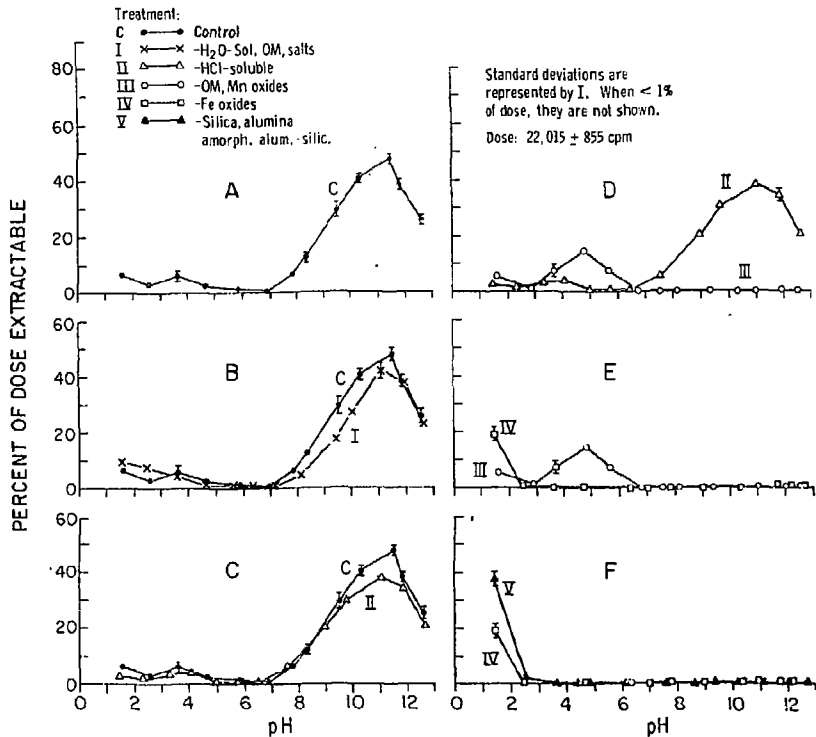 Treatment:
C Control
I -H2O-Sol, OM, salts
II -HCl-soluble
III -OM, Mn oxides
IV -Fe oxides
V -Silica, alumina
amorph. alum. -silic.
Standard deviations are
represented by I. When < 1%
of dose, they are not shown.
Dose: 22,015 ± 855 cpm
PERCENT OF DOSE EXTRACTABLE
80
60
40
20
0
A
C
D
II
III
60
40
20
0
B
C
I
E
IV
III
60
40
20
0
C
C
II
F
V
IV
0 2 4 6 8 10 12
pH
0 2 4 6 8 10 12
pH